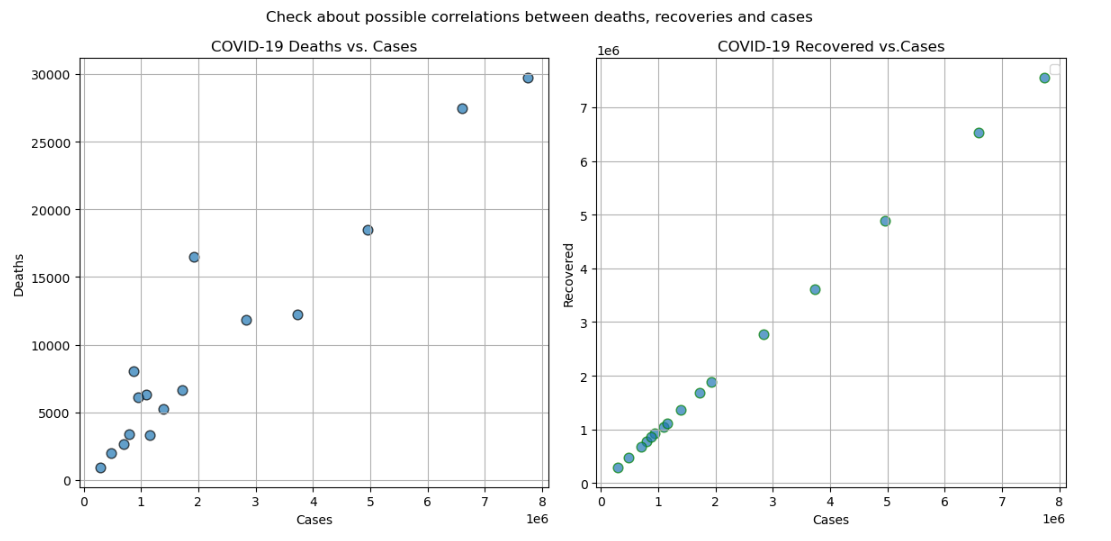 Check about possible correlations between deaths, recoveries and cases
COVID-19 Deaths vs. Cases
30000
25000
20000
15000
10000
5000
0
Deaths
0 1 2 3 4 5 6 7 8
1e6
Cases
COVID-19 Recovered vs.Cases
1e6
7
6
5
4
3
2
1
0
Recovered
0 1 2 3 4 5 6 7 8
1e6
Cases